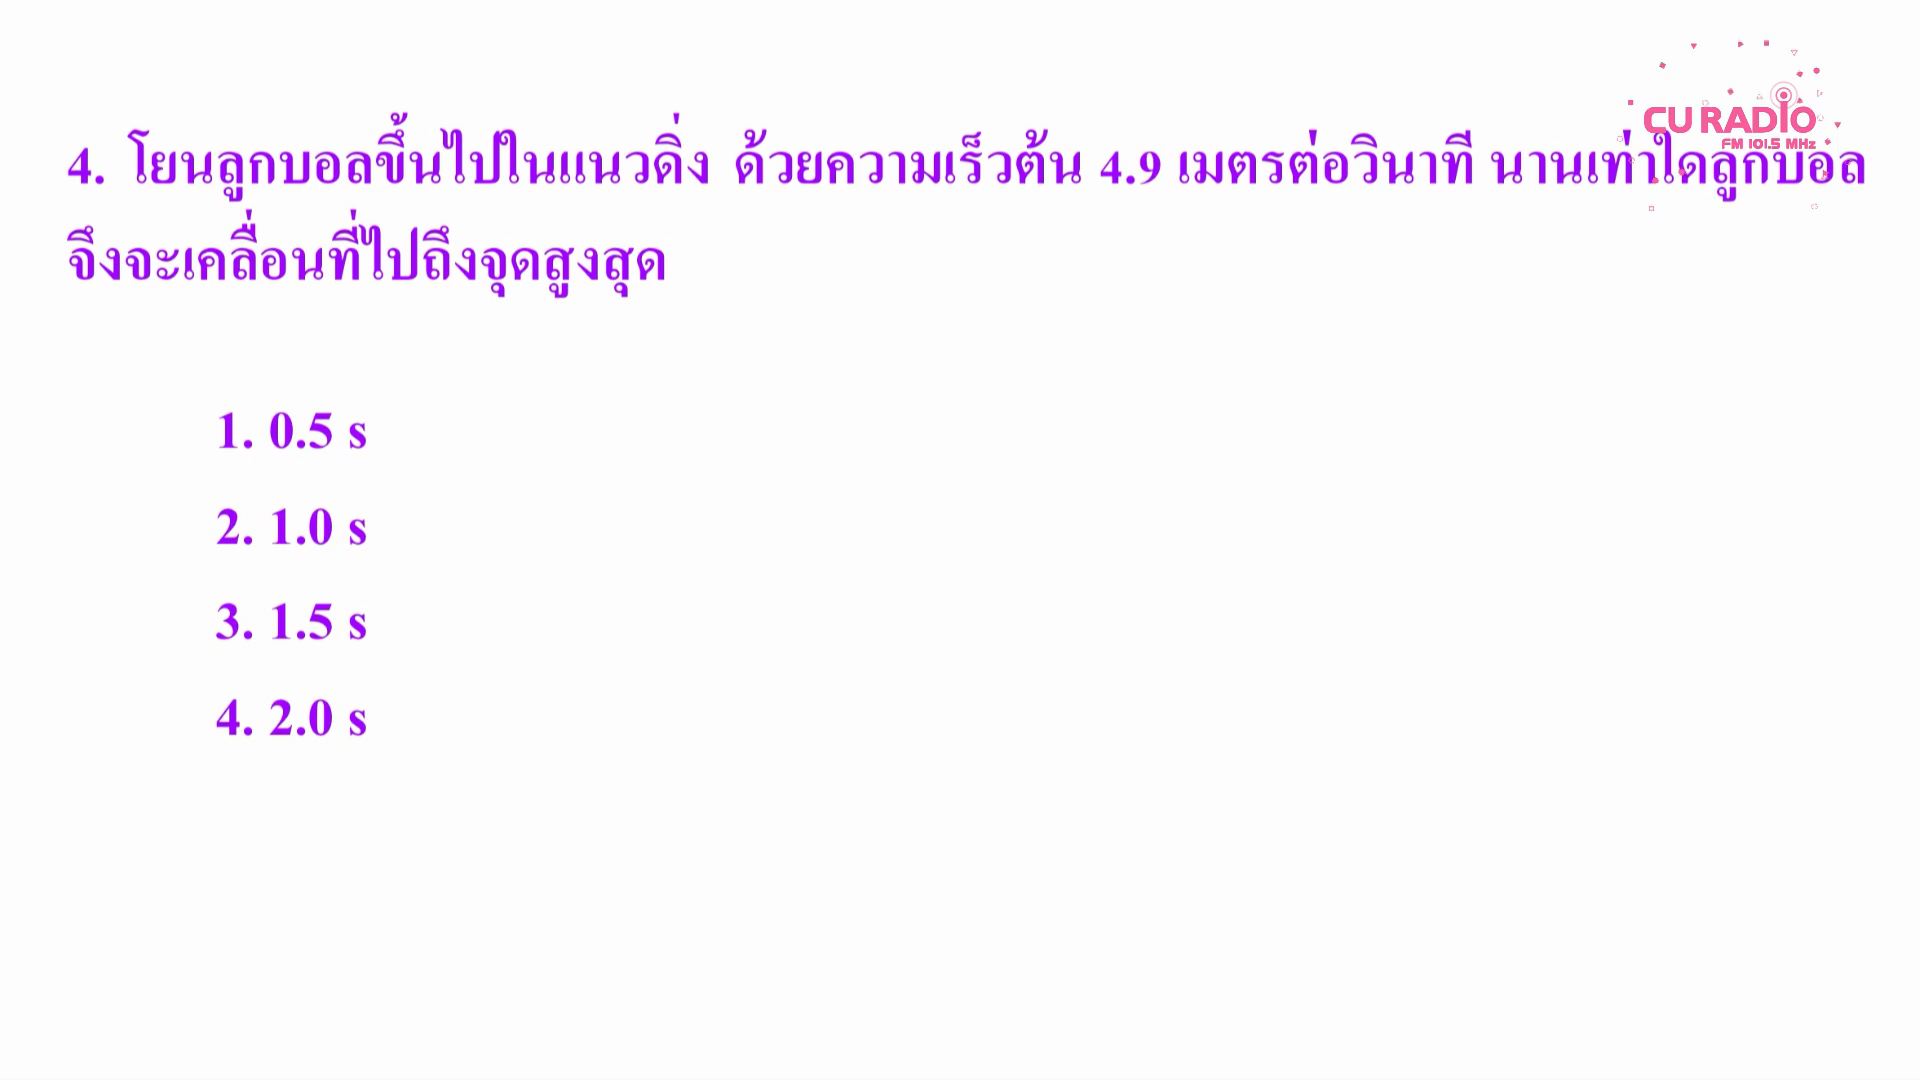 CU RADIO
FM 101.5 MHz
4. โยนลูกบอลขึ้นไปในแนวดิ่ง ด้วยความเร็วต้น 4.9 เมตรต่อวินาที นานเท่าใดลูกบอล
จึงจะเคลื่อนที่ไปถึงจุดสูงสุด
1. 0.5 s
2. 1.0 s
3. 1.5 s
4. 2.0 s